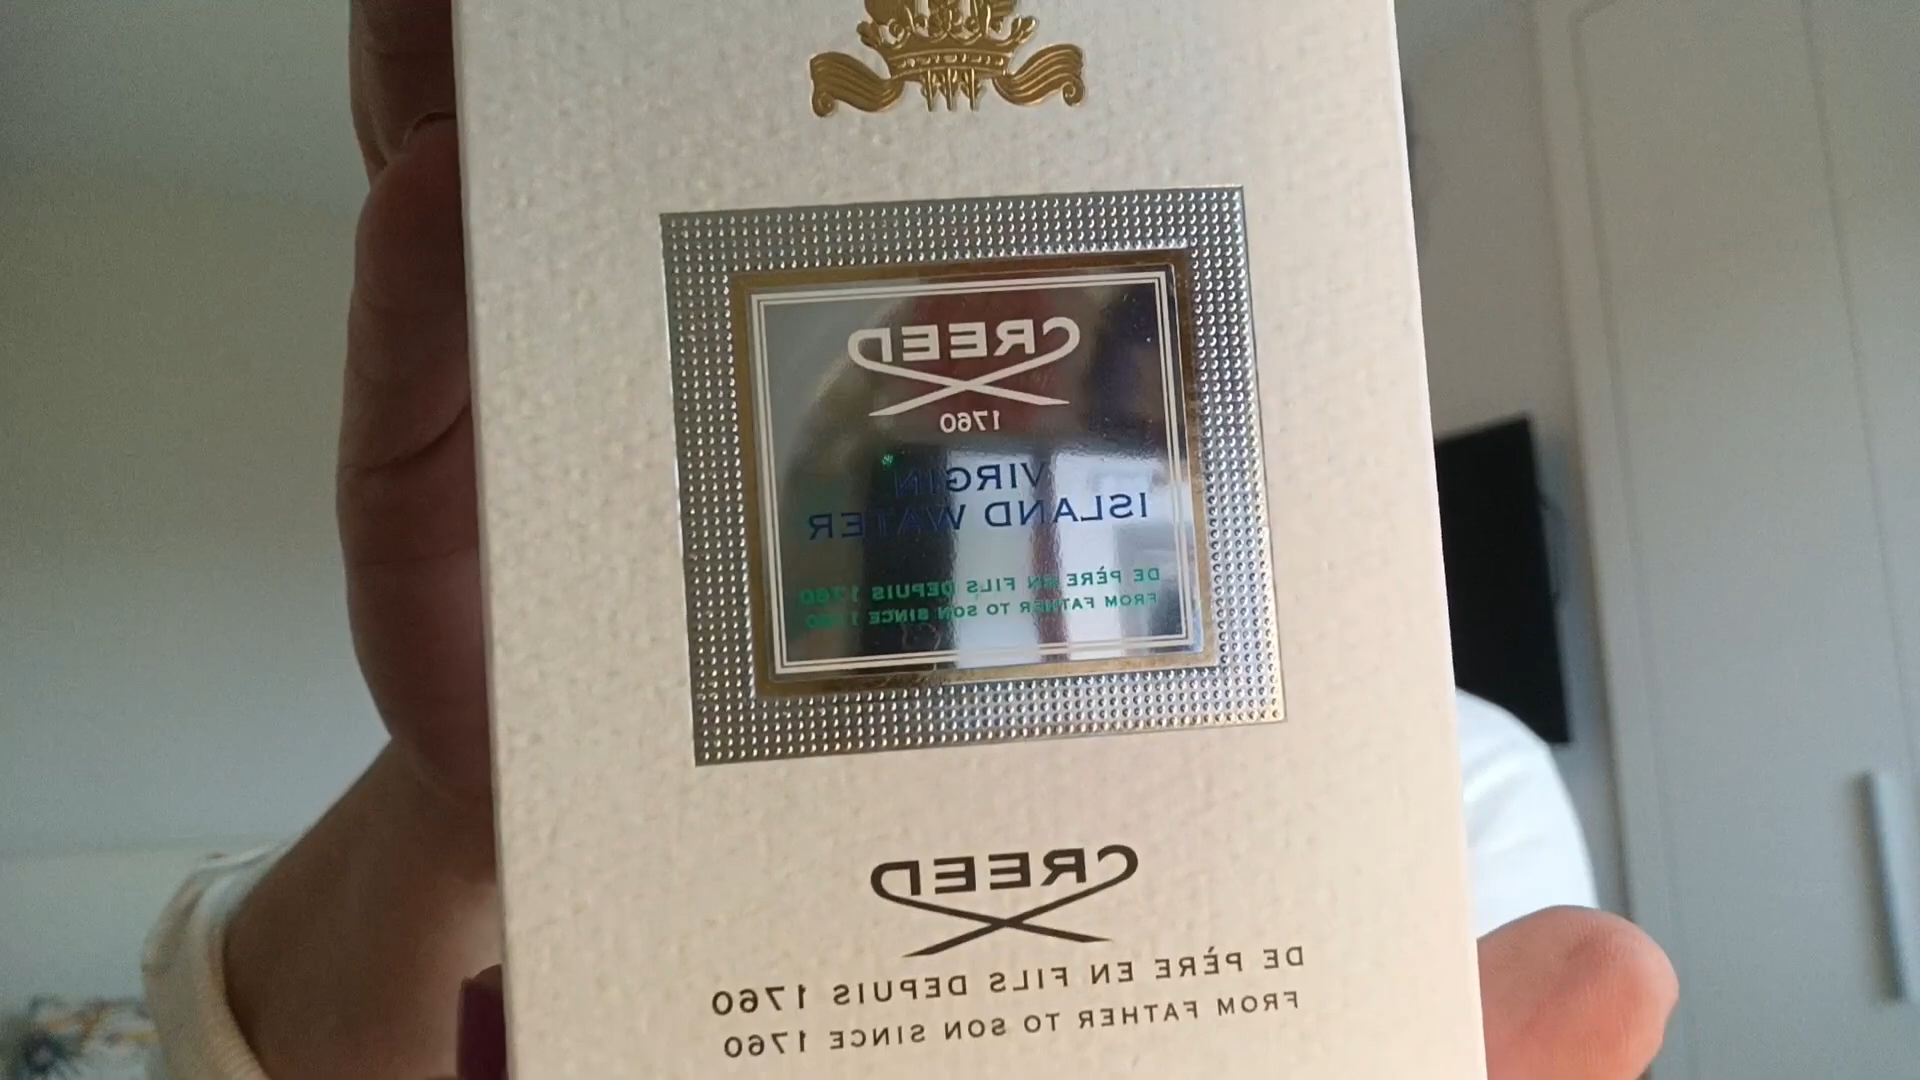 CREED
1760
VIRGIN
ISLAND WATER
DE PÈRE EN FILS DEPUIS 1760
FROM FATHER TO SON SINCE 1760
CREED
DE PÈRE EN FILS DEPUIS 1760
FROM FATHER TO SON SINCE 1760